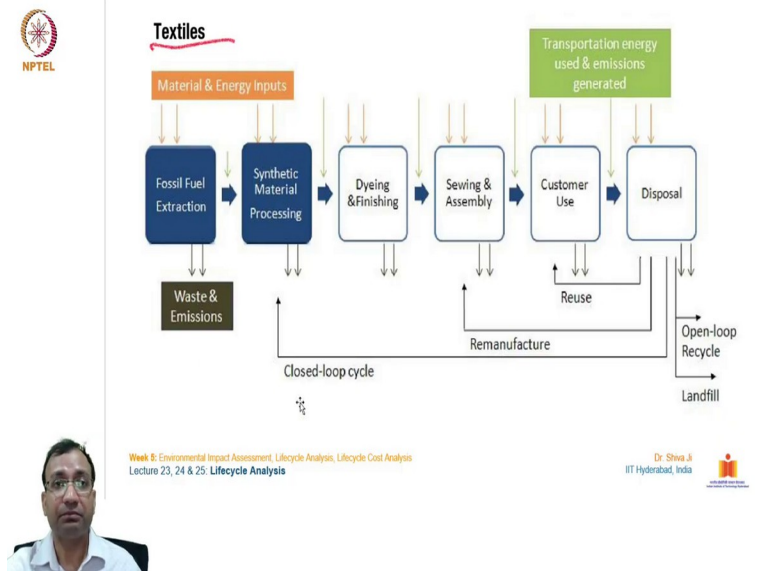 NPTEL
Textiles
Material & Energy Inputs
Transportation energy
used & emissions
generated
Fossil Fuel
Extraction
Synthetic
Material
Processing
Dyeing
&Finishing
Sewing &
Assembly
Customer
Use
Disposal
Waste &
Emissions
Reuse
Remanufacture
Closed-loop cycle
Open-loop
Recycle
Landfill
Week 5: Environmental Impact Assessment, Lifecycle Analysis, Lifecycle Cost Analysis
Lecture 23, 24 & 25: Lifecycle Analysis
Dr. Shiva Ji
IIT Hyderabad, India